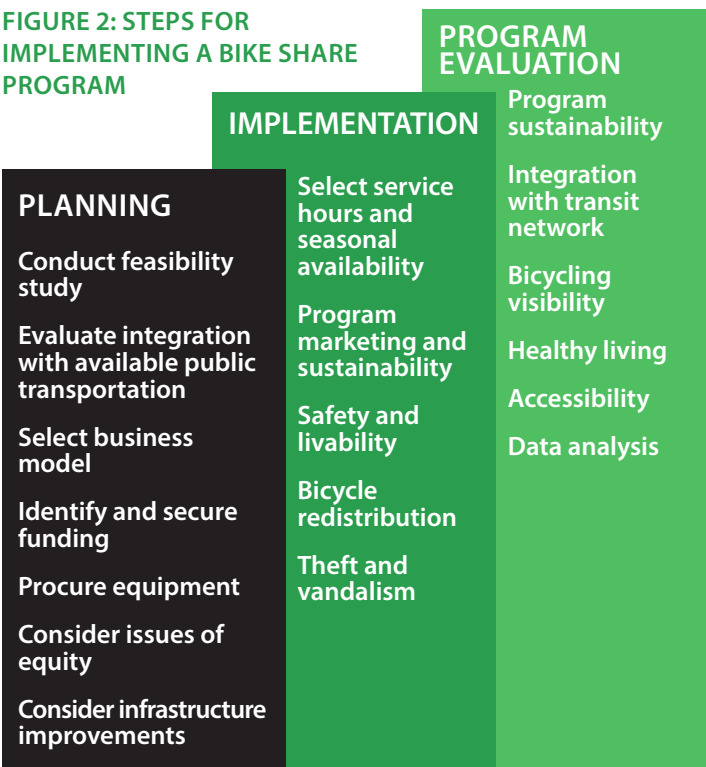 FIGURE 2: STEPS FOR
IMPLEMENTING A BIKE SHARE
PROGRAM
PLANNING
Conduct feasibility
study
Evaluate integration
with available public
transportation
Select business
model
Identify and secure
funding
Procure equipment
Consider issues of
equity
Consider infrastructure
improvements
IMPLEMENTATION
Select service
hours and
seasonal
availability
Program
marketing and
sustainability
Safety and
livability
Bicycle
redistribution
Theft and
vandalism
PROGRAM
EVALUATION
Program
sustainability
Integration
with transit
network
Bicycling
visibility
Healthy living
Accessibility
Data analysis